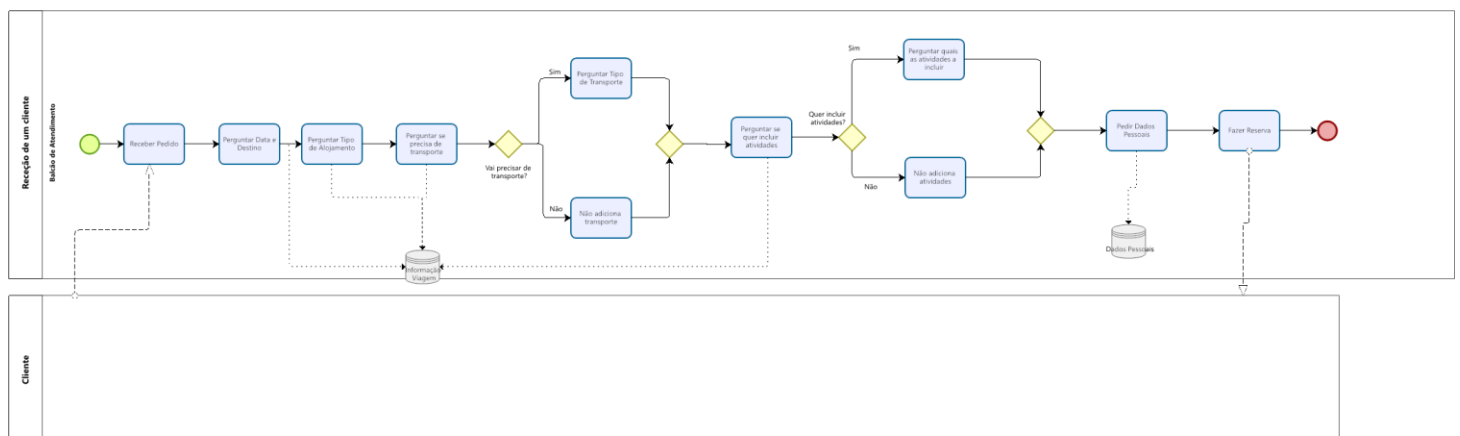 Receção de um cliente
Balcão de Atendimento
Receber Pedido
Perguntar Data e
Destino
Perguntar Tipo
de Alojamento
Perguntar se
precisa de
transporte
Vai precisar de
transporte?
Sim
Perguntar Tipo
de Transporte
Não
Não adiciona
transporte
Informação
Viagem
Perguntar se
quer incluir
atividades
Quer incluir
atividades?
Sim
Perguntar quais
as atividades a
incluir
Não
Não adiciona
atividades
Pedir Dados
Pessoais
Dados Pessoais
Fazer Reserva
Cliente